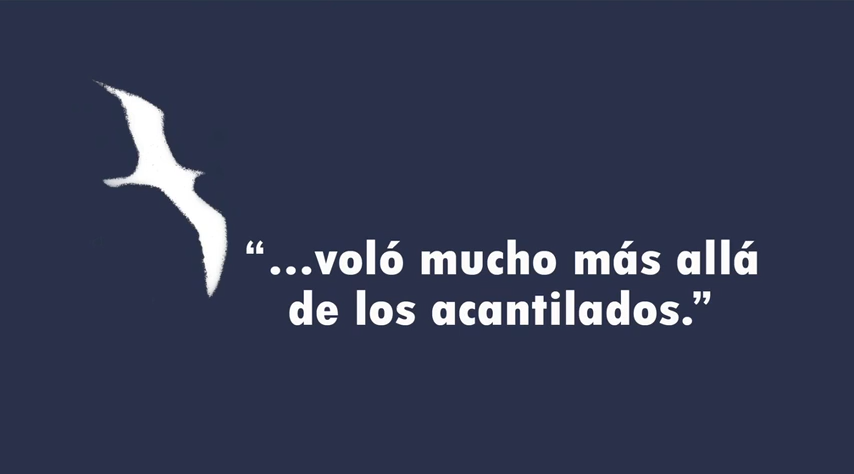 “...voló mucho más allá
de los acantilados.”